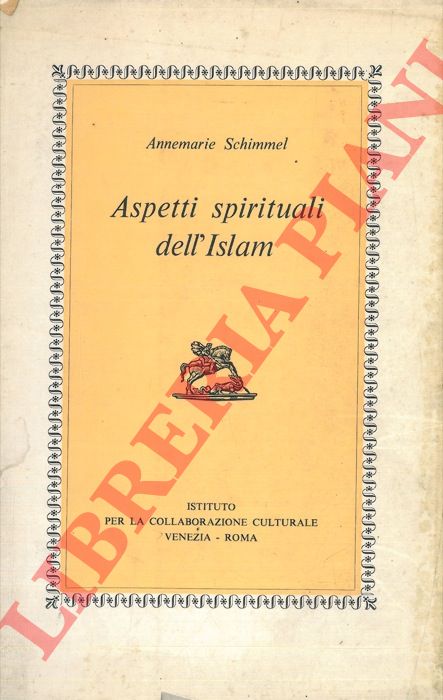 Annemarie Schimmel
Aspetti spirituali
dell'Islam
ISTITUTO
PER LA COLLABORAZIONE CULTURALE
VENEZIA - ROMA
LIBRERIA PIANI